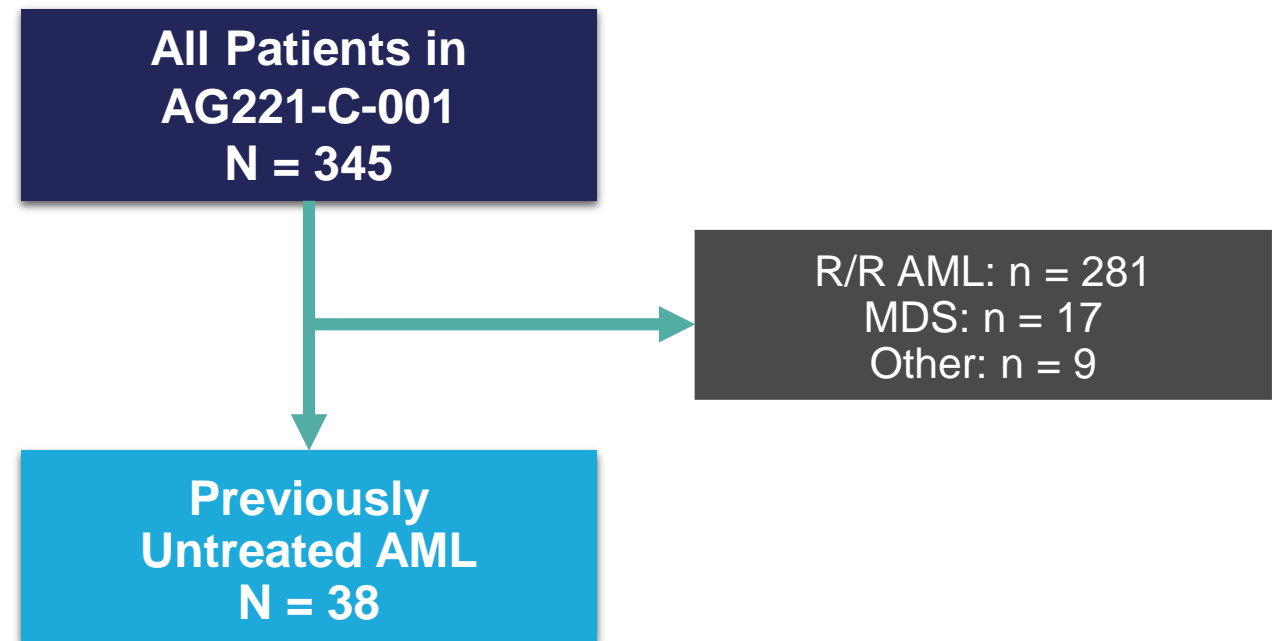 All Patients in
AG221-C-001
N = 345
R/R AML: n = 281
MDS: n = 17
Other: n = 9
Previously
Untreated AML
N = 38